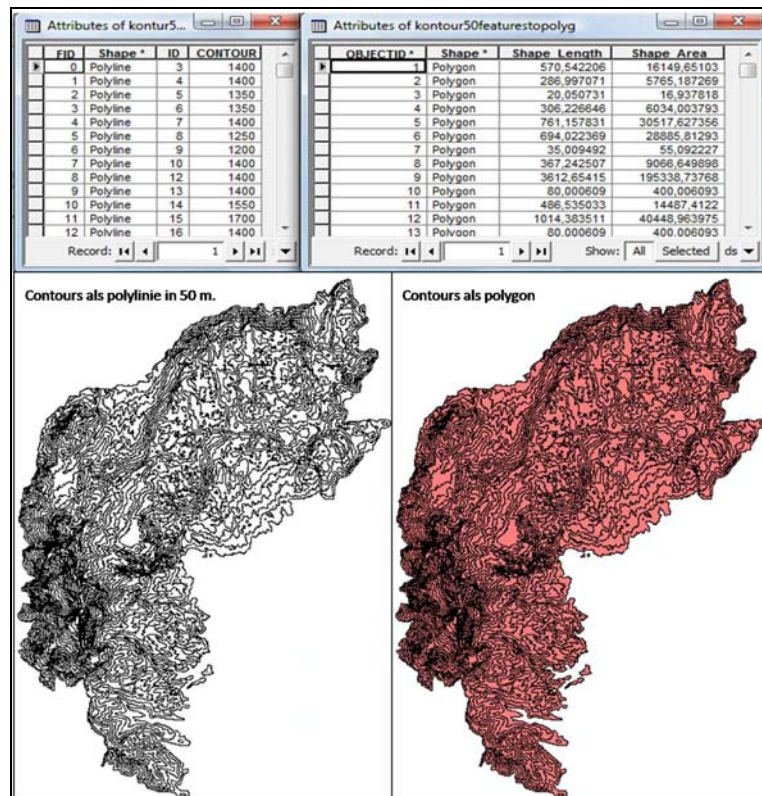 Attributes of kontur5...
FID Shape * ID CONTOUR
0 Polyline 3 1400
1 Polyline 4 1400
2 Polyline 5 1350
3 Polyline 6 1350
4 Polyline 7 1400
5 Polyline 8 1250
6 Polyline 9 1200
7 Polyline 10 1400
8 Polyline 12 1400
9 Polyline 13 1400
10 Polyline 14 1550
11 Polyline 15 1700
12 Polyline 16 1400
Record: 1
Attributes of kontour50featurestopolyg
OBJECTID * Shape * Shape_Length Shape_Area
1 Polygon 570,542206 16149,65103
2 Polygon 286,997071 5765,187269
3 Polygon 20,050731 16,937818
4 Polygon 306,226646 6034,003793
5 Polygon 761,157831 30517,627356
6 Polygon 694,022369 28885,81293
7 Polygon 35,009492 55,092227
8 Polygon 367,242507 9066,649898
9 Polygon 3612,65415 195338,73768
10 Polygon 80,000609 400,006093
11 Polygon 486,535033 14487,4122
12 Polygon 1014,383511 40448,963975
13 Polygon 80,000609 400,006093
Record: 1 Show: All Selected ds
Contours als polylinie in 50 m.
Contours als polygon